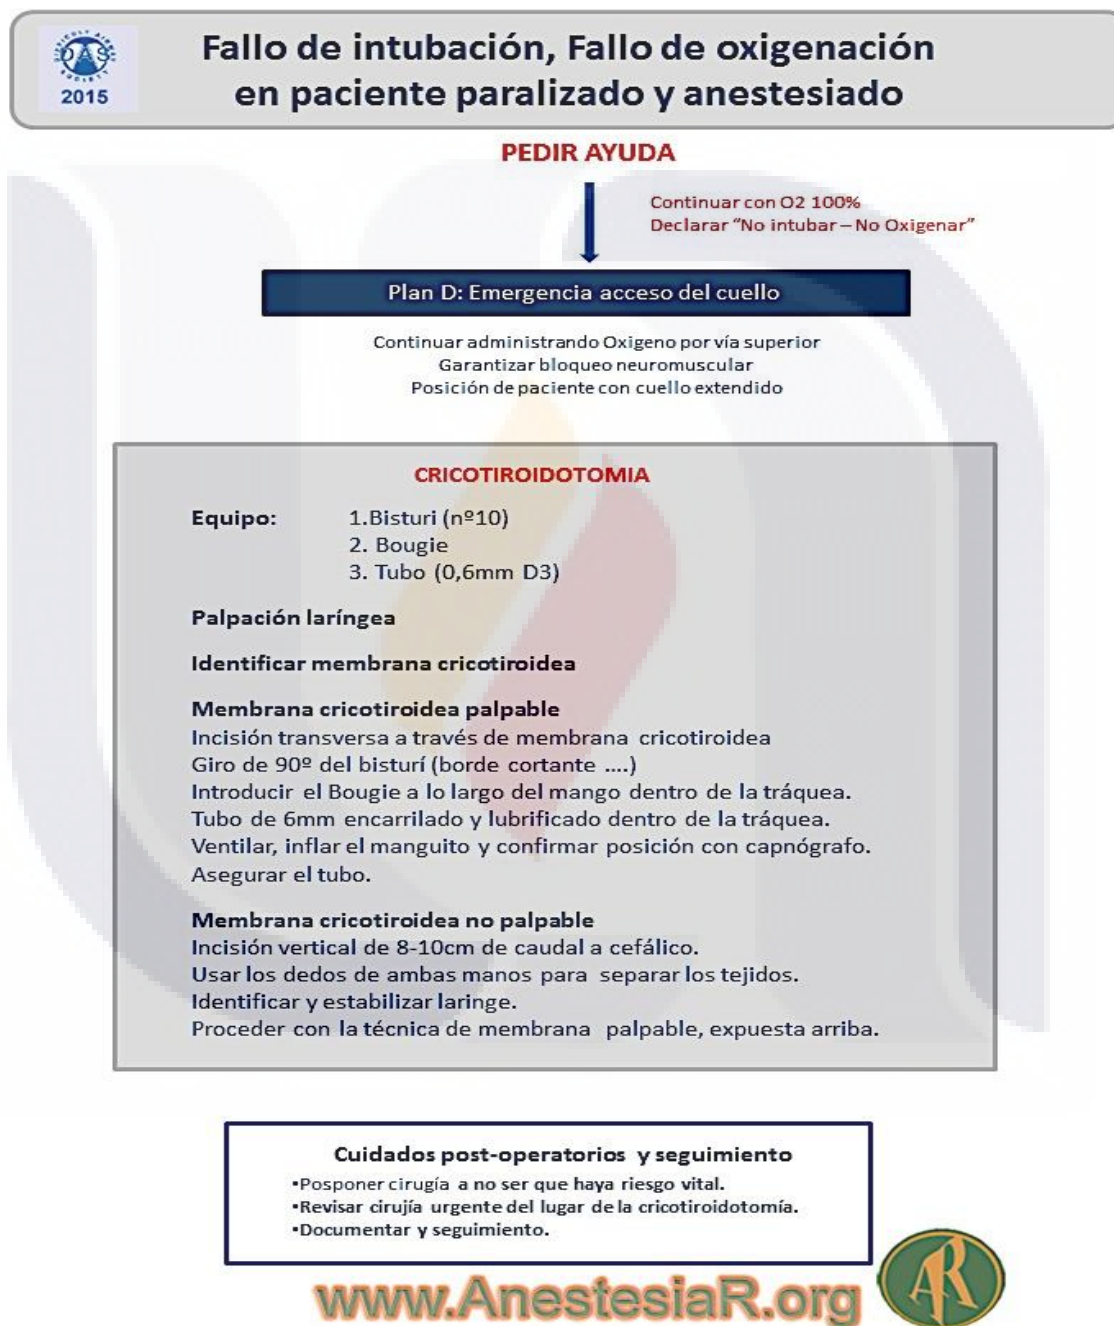 DIFFICULT AIRWAY
DAS
SOCIETY
2015
Fallo de intubación, Fallo de oxigenación
en paciente paralizado y anestesiado
PEDIR AYUDA
Continuar con O2 100%
Declarar “No intubar – No Oxigenar”
Plan D: Emergencia acceso del cuello
Continuar administrando Oxigeno por vía superior
Garantizar bloqueo neuromuscular
Posición de paciente con cuello extendido
CRICOTIROIDOTOMIA
Equipo: 1.Bisturi (nº10)
2. Bougie
3. Tubo (0,6mm D3)
Palpación laríngea
Identificar membrana cricotiroidea
Membrana cricotiroidea palpable
Incisión transversa a través de membrana cricotiroidea
Giro de 90º del bisturí (borde cortante ....)
Introducir el Bougie a lo largo del mango dentro de la tráquea.
Tubo de 6mm encarrilado y lubrificado dentro de la tráquea.
Ventilar, inflar el manguito y confirmar posición con capnógrafo.
Asegurar el tubo.
Membrana cricotiroidea no palpable
Incisión vertical de 8-10cm de caudal a cefálico.
Usar los dedos de ambas manos para separar los tejidos.
Identificar y estabilizar laringe.
Proceder con la técnica de membrana palpable, expuesta arriba.
Cuidados post-operatorios y seguimiento
▪Posponer cirugía a no ser que haya riesgo vital.
▪Revisar cirujía urgente del lugar de la cricotiroidotomía.
▪Documentar y seguimiento.
www.AnestesiaR.org
AR